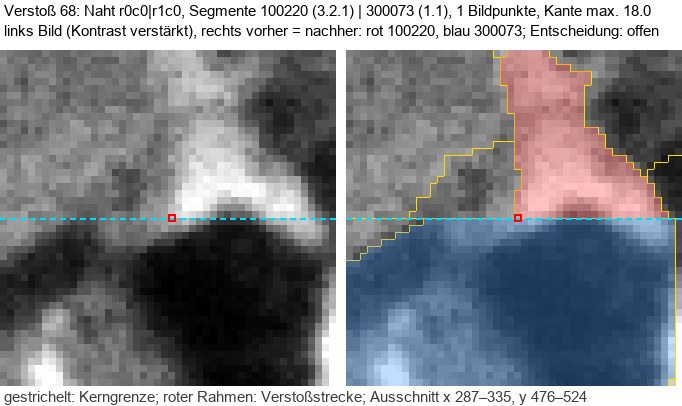 Verstoß 68: Naht r0c0|r1c0, Segmente 100220 (3.2.1) | 300073 (1.1), 1 Bildpunkte, Kante max. 18.0
links Bild (Kontrast verstärkt), rechts vorher = nachher: rot 100220, blau 300073; Entscheidung: offen
gestrichelt: Kerngrenze; roter Rahmen: Verstoßstrecke; Ausschnitt x 287–335, y 476–524